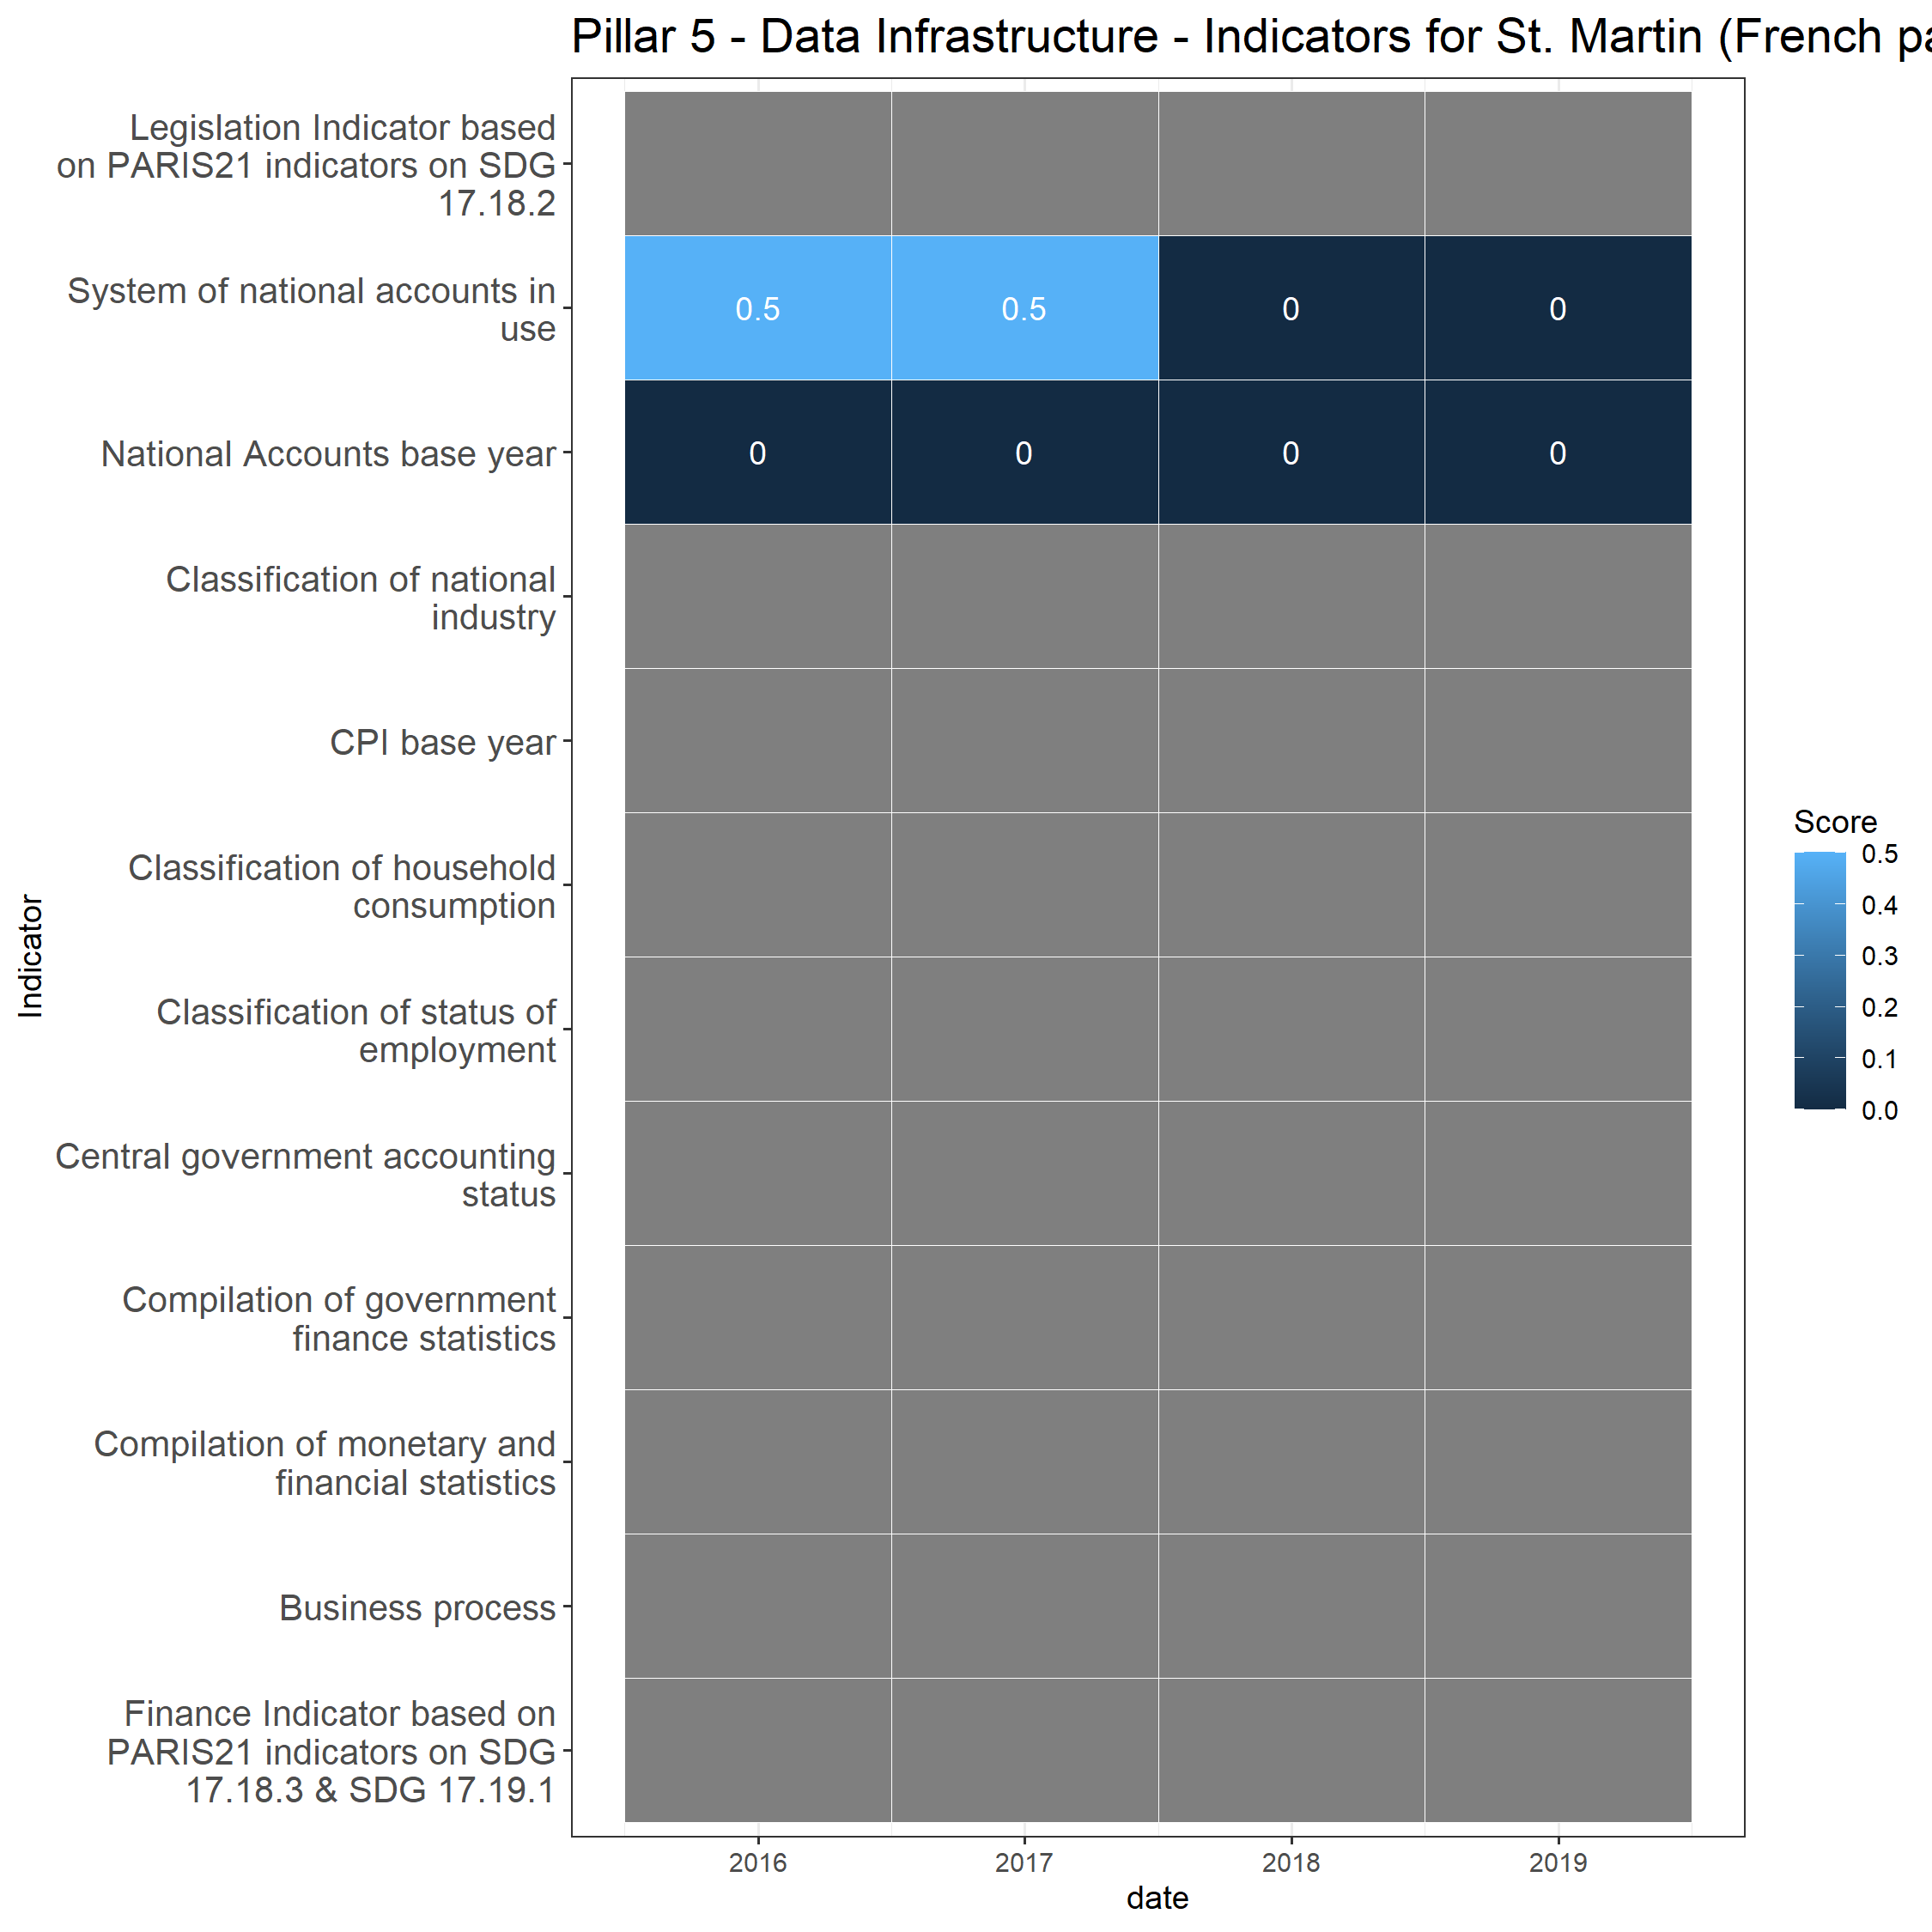 Pillar 5 - Data Infrastructure - Indicators for St. Martin (French pa
Legislation Indicator based
on PARIS21 indicators on SDG
17.18.2
System of national accounts in
use
0.5 0.5 0 0
National Accounts base year
0 0 0 0
Classification of national
industry
CPI base year
Classification of household
consumption
Classification of status of
employment
Central government accounting
status
Compilation of government
finance statistics
Compilation of monetary and
financial statistics
Business process
Finance Indicator based on
PARIS21 indicators on SDG
17.18.3 & SDG 17.19.1
Indicator
2016 2017 2018 2019
date
Score
0.5
0.4
0.3
0.2
0.1
0.0